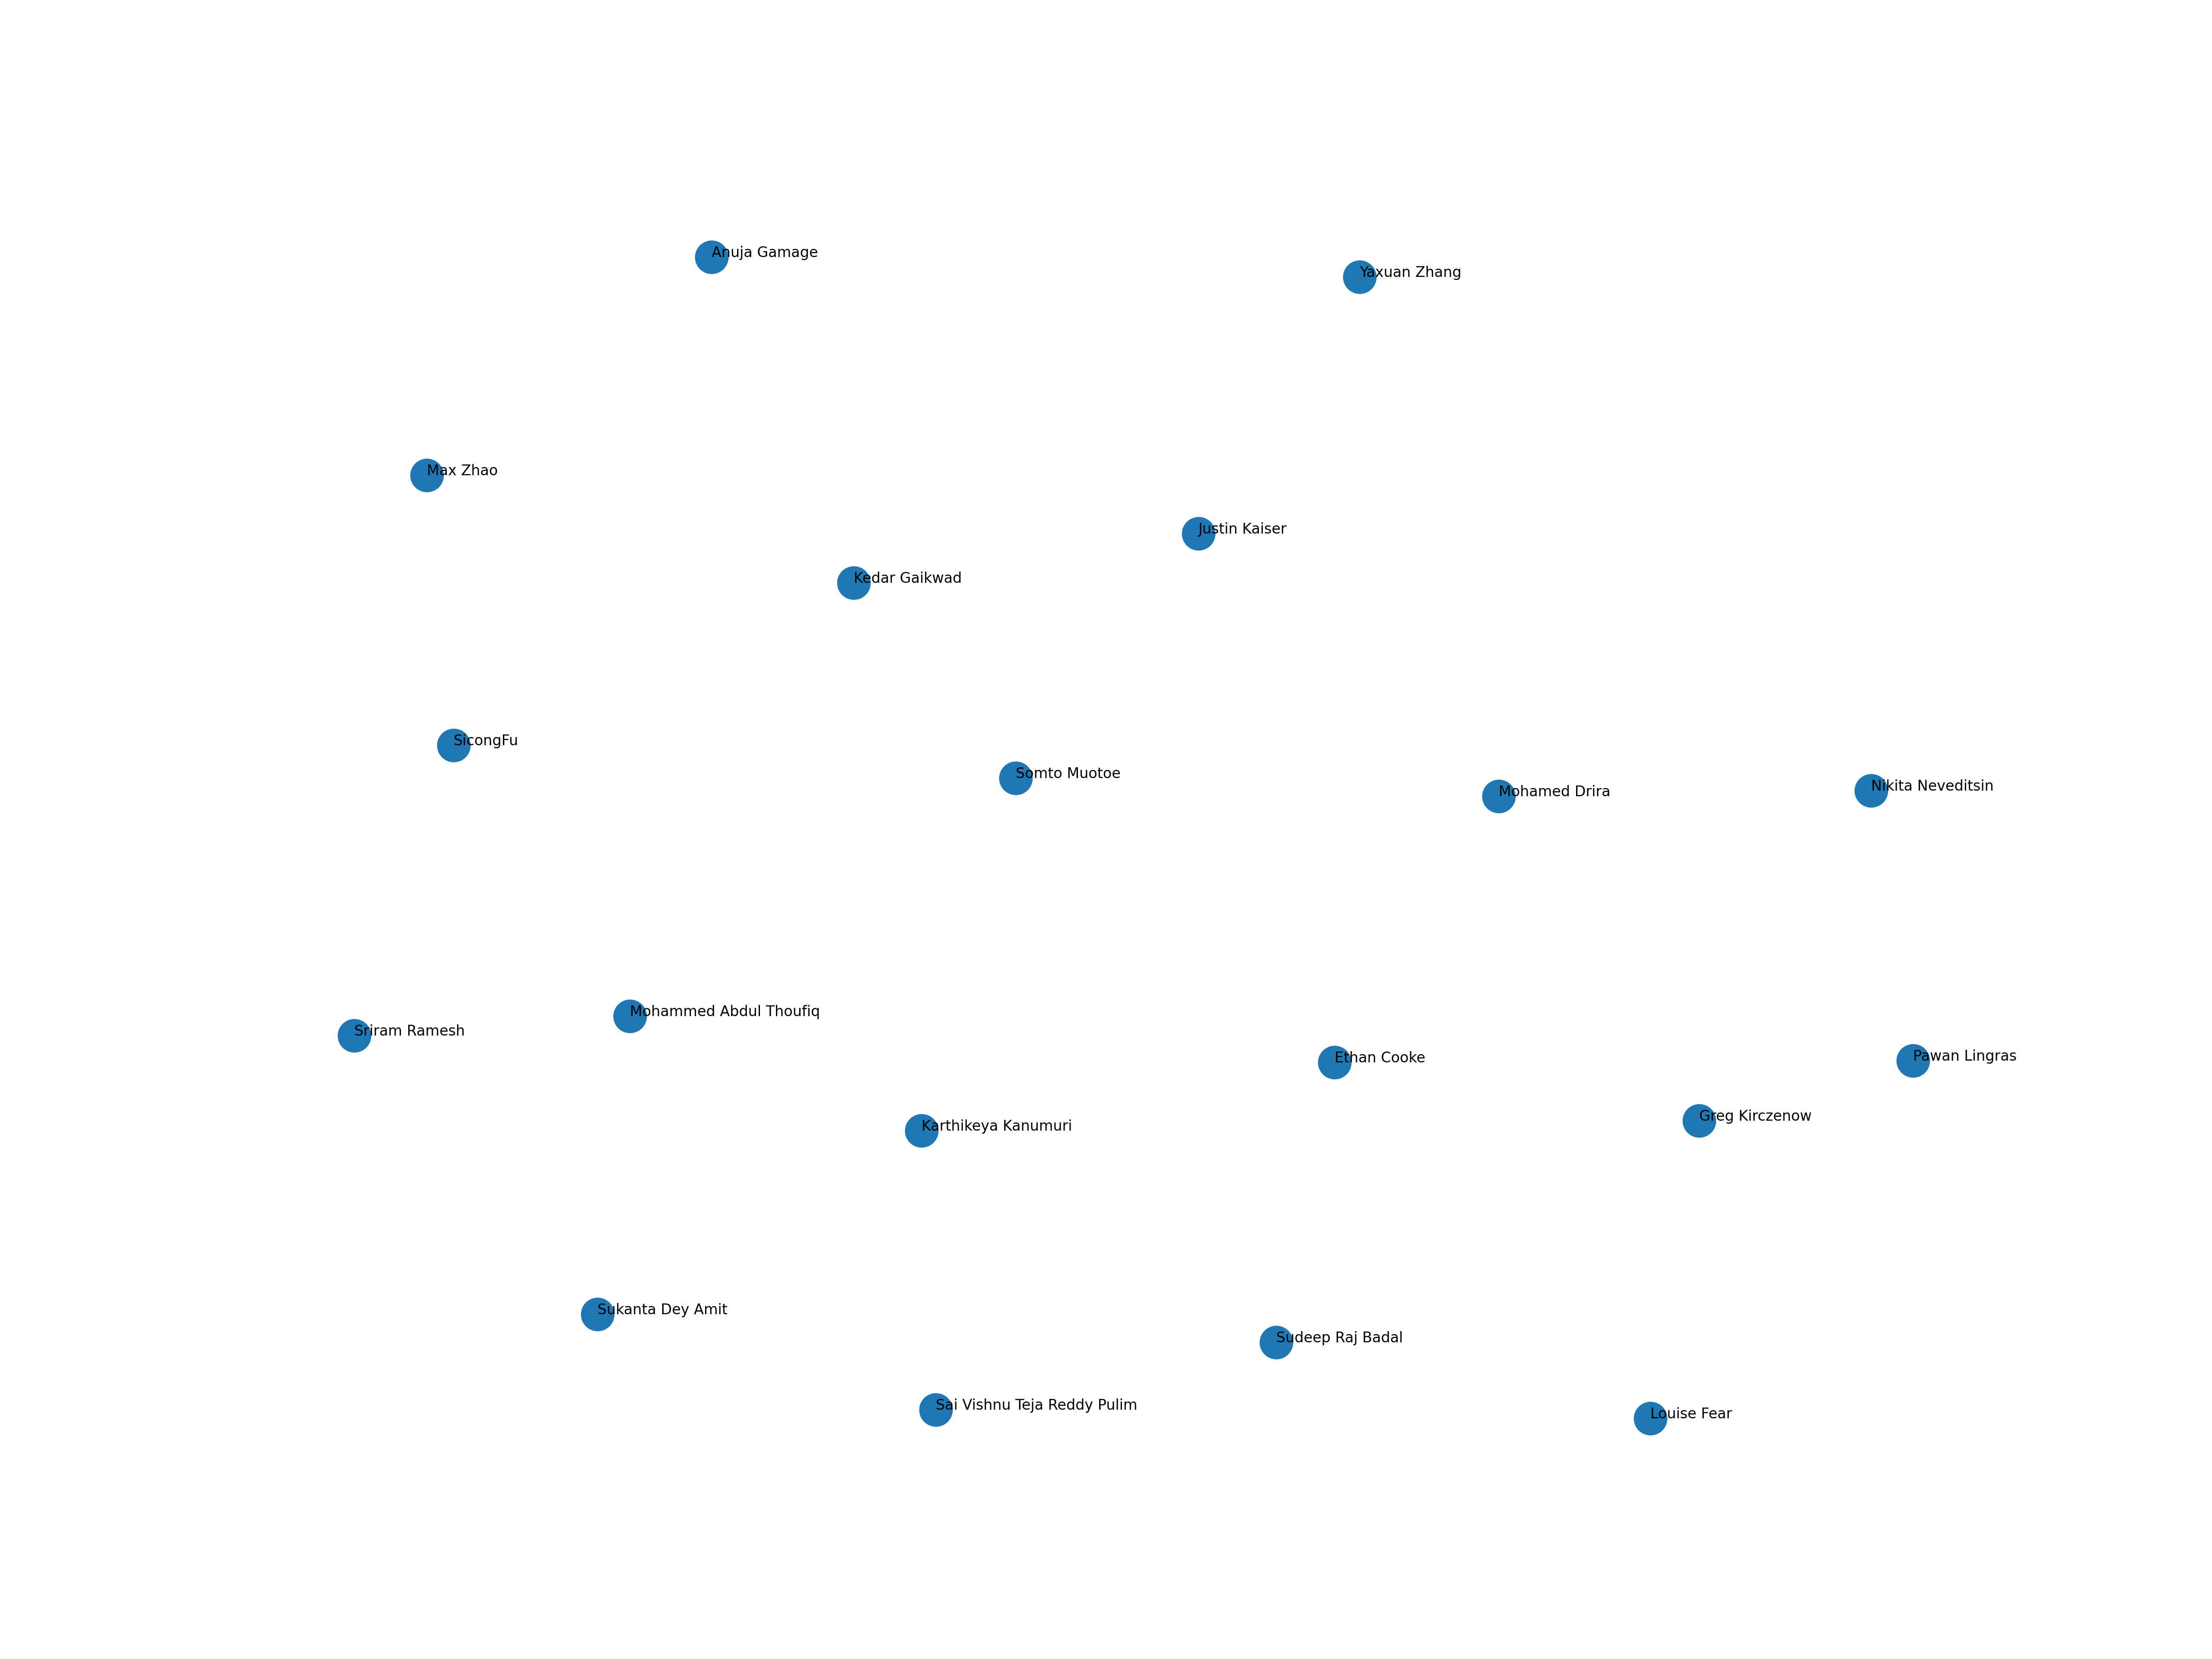 Anuja Gamage
Yaxuan Zhang
Max Zhao
Justin Kaiser
Kedar Gaikwad
SicongFu
Somto Muotoe
Mohamed Drira
Nikita Neveditsin
Mohammed Abdul Thoufiq
Sriram Ramesh
Ethan Cooke
Pawan Lingras
Greg Kirczenow
Karthikeya Kanumuri
Sukanta Dey Amit
Sudeep Raj Badal
Sai Vishnu Teja Reddy Pulim
Louise Fear